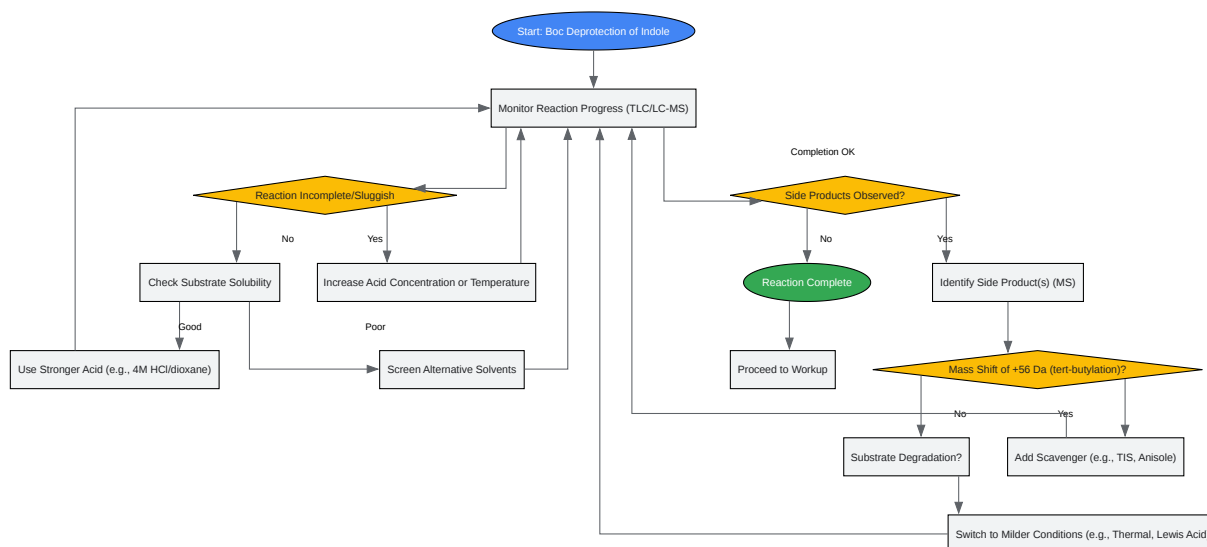 Start: Boc Deprotection of Indole
Monitor Reaction Progress (TLC/LC-MS)
Completion OK
Reaction Incomplete/Sluggish
Side Products Observed?
No
Yes
No
Yes
Check Substrate Solubility
Increase Acid Concentration or Temperature
Reaction Complete
Identify Side Product(s) (MS)
Good
Poor
Use Stronger Acid (e.g., 4M HCl/dioxane)
Screen Alternative Solvents
Proceed to Workup
Mass Shift of +56 Da (tert-butylation)?
No
Yes
Substrate Degradation?
Add Scavenger (e.g., TIS, Anisole)
Switch to Milder Conditions (e.g., Thermal, Lewis Acid